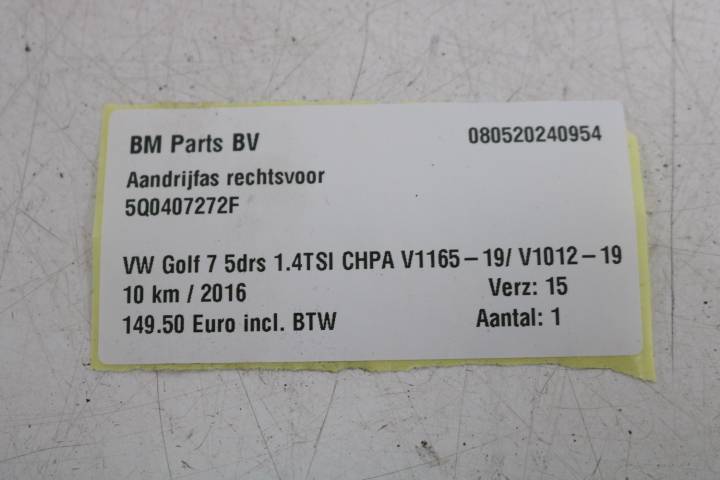 BM Parts BV 080520240954
Aandrijfas rechtsvoor
5Q0407272F
VW Golf 7 5drs 1.4TSI CHPA V1165-19/ V1012-19
10 km / 2016 Verz: 15
149.50 Euro incl. BTW Aantal: 1